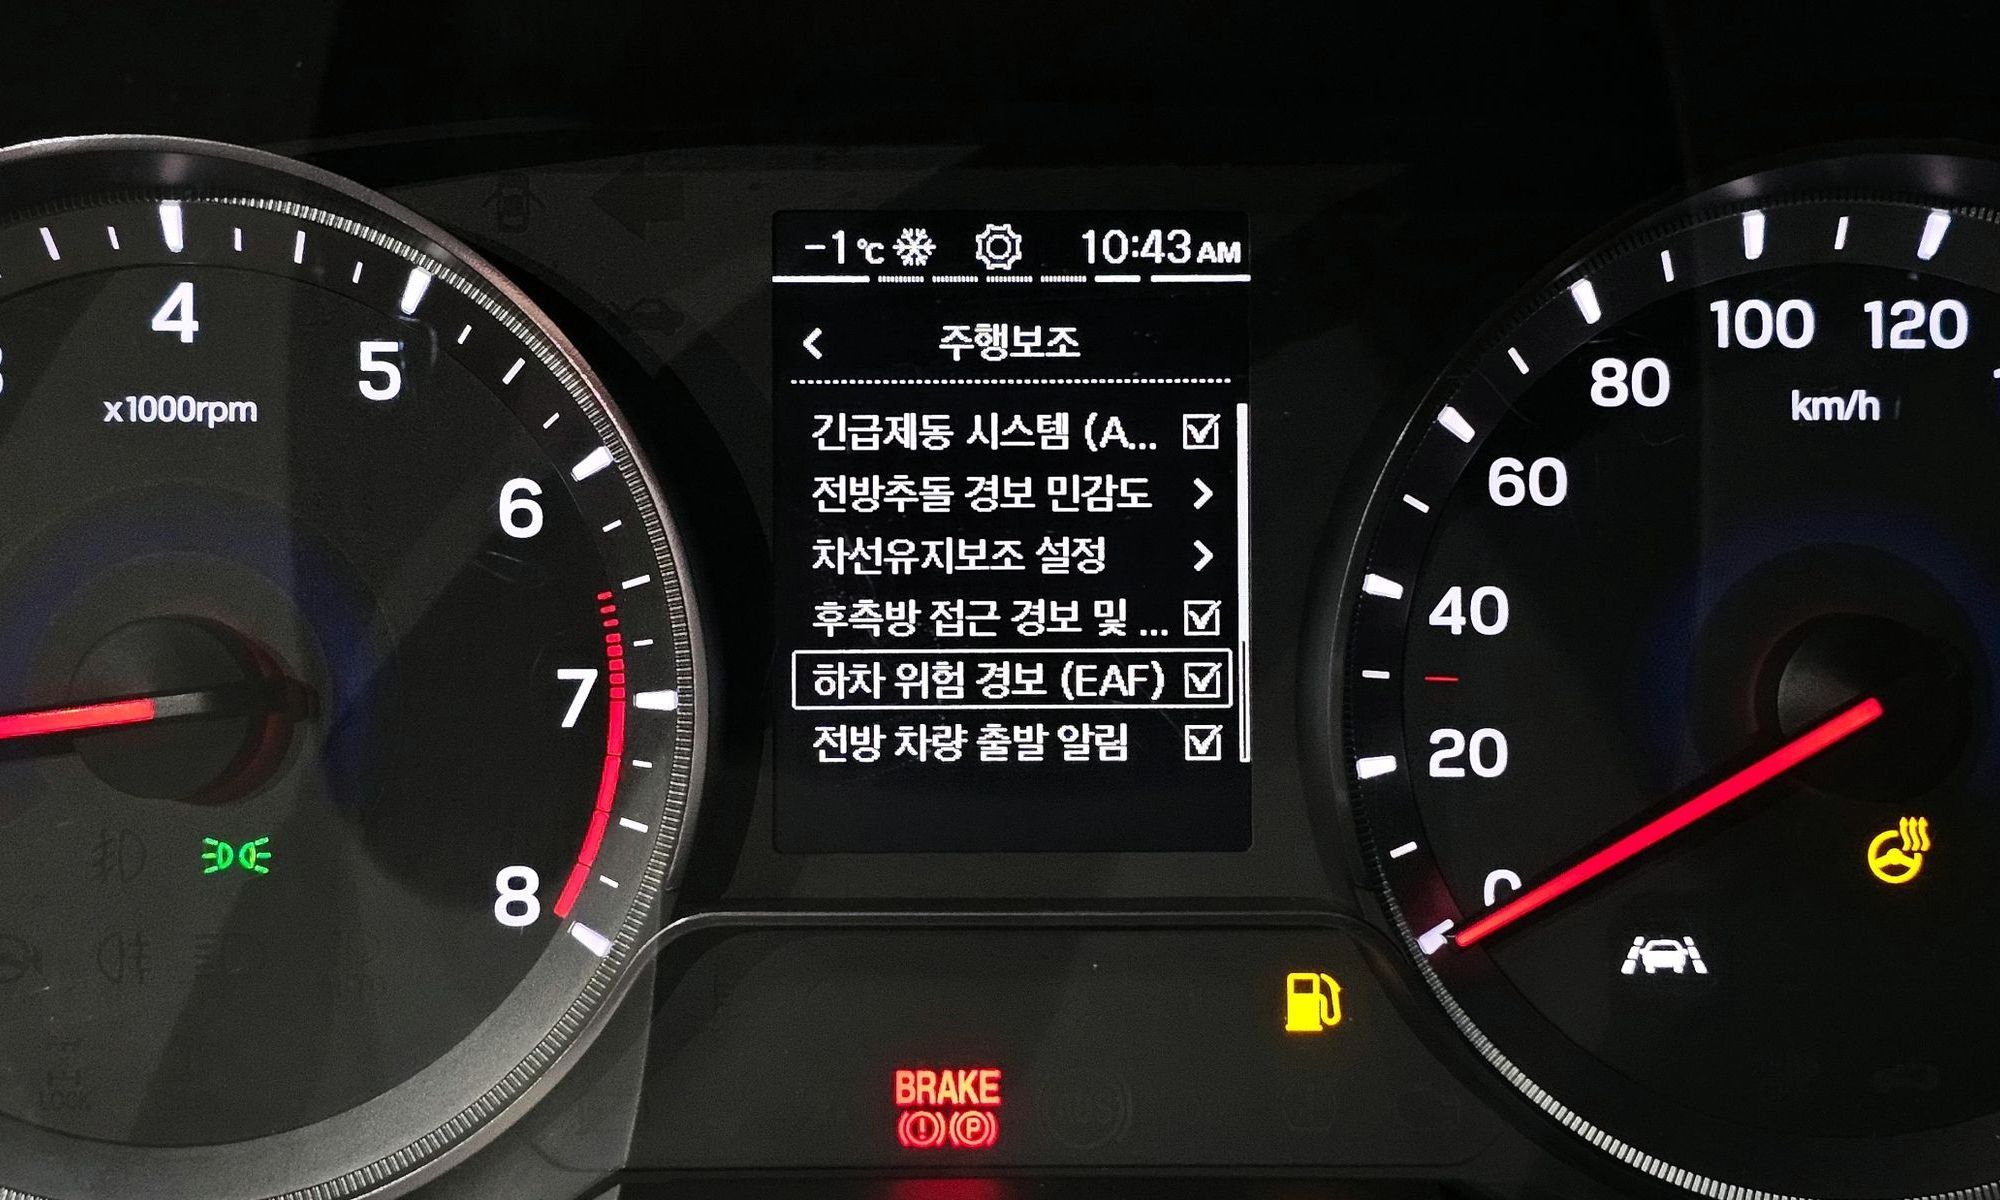 -1℃ 10:43AM
주행보조
긴급제동 시스템 (A...
전방추돌 경보 민감도
차선유지보조 설정
후측방 접근 경보 및 ...
하차 위험 경보 (EAF)
전방 차량 출발 알림
4
5
6
7
8
x1000rpm
0
20
40
60
80
100
120
km/h
BRAKE
(!) (P)